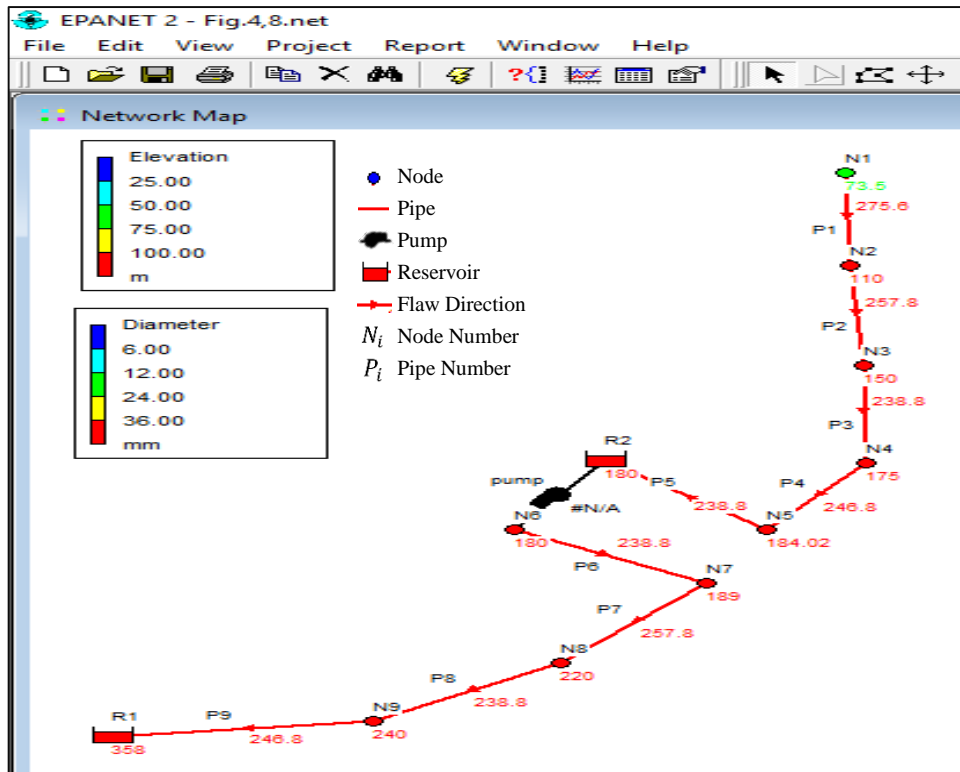 EPANET 2 - Fig.4,8.net
File Edit View Project Report Window Help
Network Map
Elevation
25.00
50.00
75.00
100.00
m
Diameter
6.00
12.00
24.00
36.00
mm
Node
Pipe
Pump
Reservoir
Flaw Direction
Ni Node Number
Pi Pipe Number
N1
73.5
275.6
P1
N2
110
257.8
P2
N3
150
238.8
P3
N4
175
P4
246.8
N5
184.02
P5
238.8
R2
180
pump
#N/A
N6
180
238.8
P6
N7
189
P7
257.8
N8
220
P8
238.8
N9
240
P9
246.8
R1
358